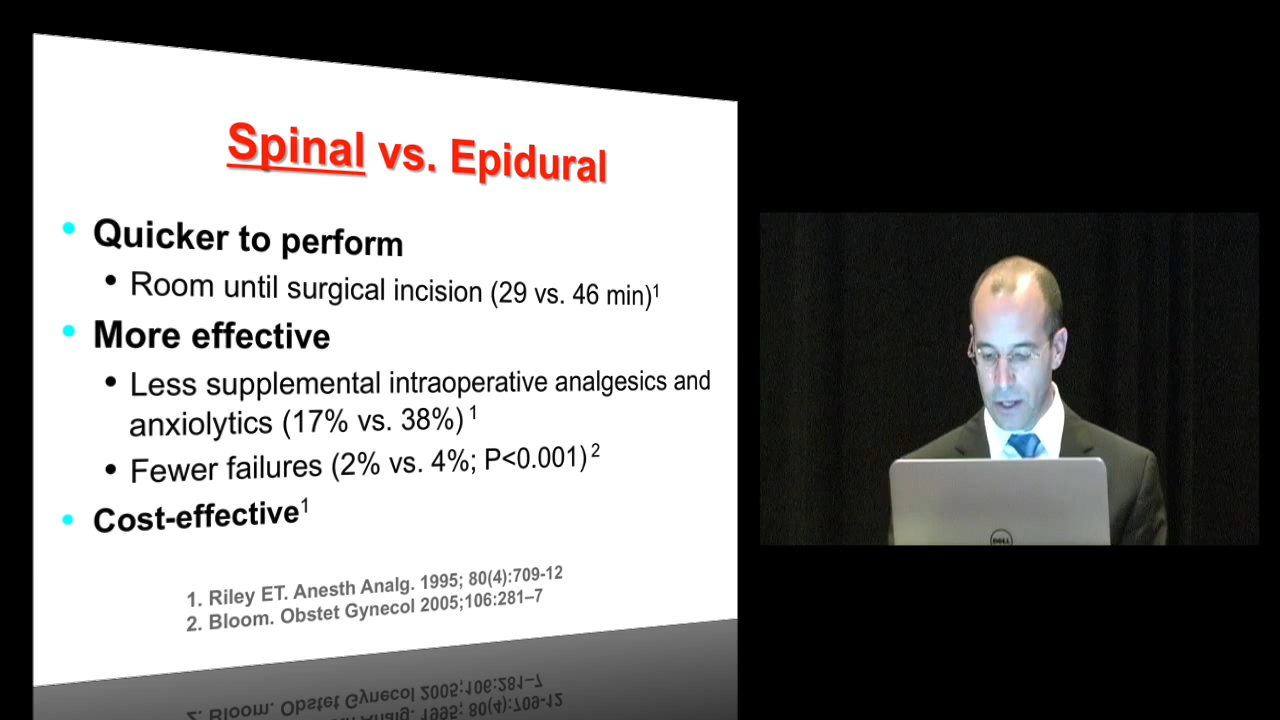 Spinal vs. Epidural
• Quicker to perform
• Room until surgical incision (29 vs. 46 min)¹
• More effective
• Less supplemental intraoperative analgesics and
anxiolytics (17% vs. 38%) ¹
• Fewer failures (2% vs. 4%; P<0.001) ²
• Cost-effective¹
1. Riley ET. Anesth Analg. 1995; 80(4):709-12
2. Bloom. Obstet Gynecol 2005;106:281–7
DELL